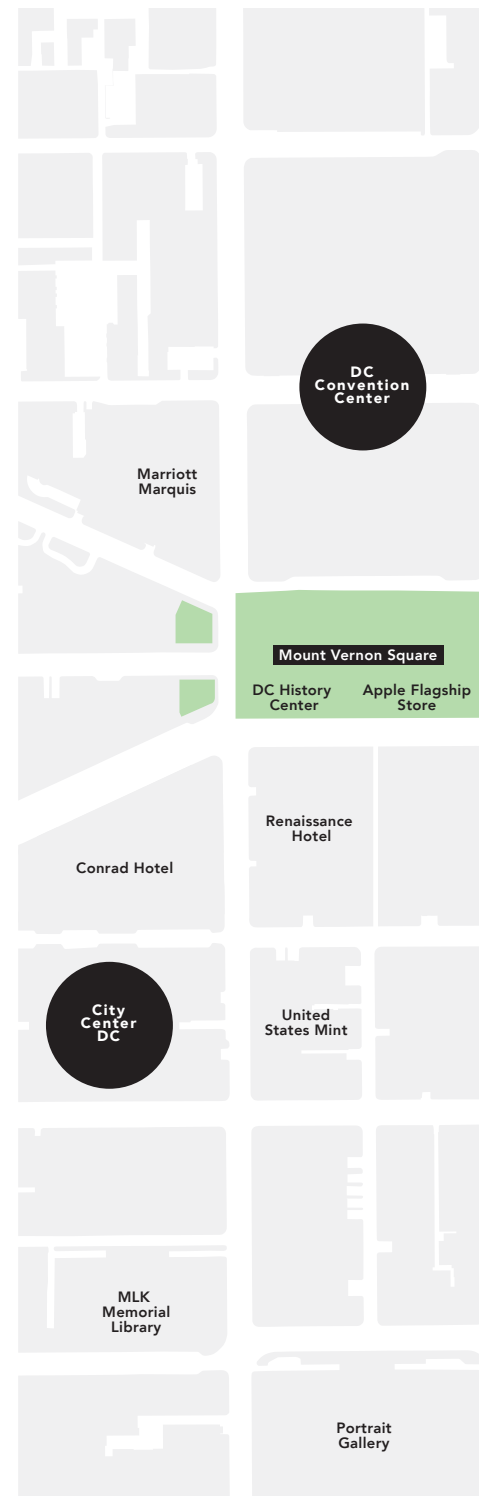 DC
Convention
Center
Marriott
Marquis
Mount Vernon Square
DC History
Center
Apple Flagship
Store
Renaissance
Hotel
Conrad Hotel
City
Center
DC
United
States Mint
MLK
Memorial
Library
Portrait
Gallery